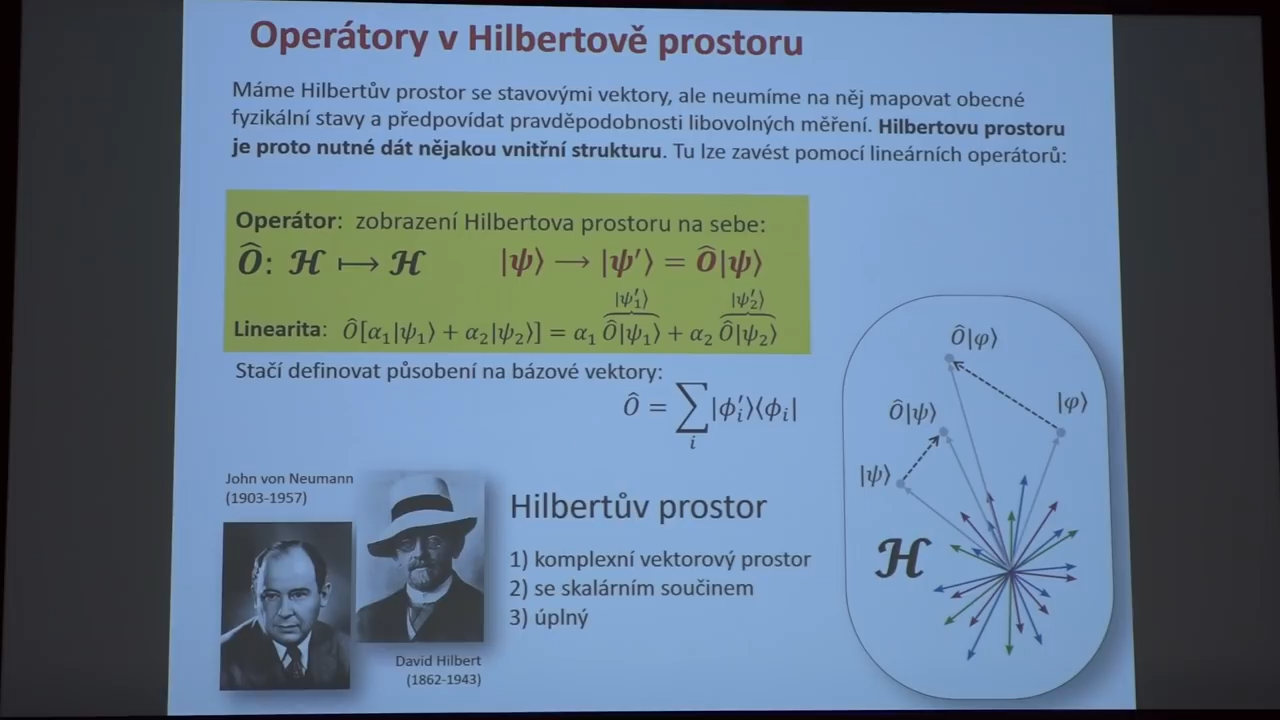 Operátory v Hilbertově prostoru
Máme Hilbertův prostor se stavovými vektory, ale neumíme na něj mapovat obecné
fyzikální stavy a předpovídat pravděpodobnosti libovolných měření. Hilbertovu prostoru
je proto nutné dát nějakou vnitřní strukturu. Tu lze zavést pomocí lineárních operátorů:
Operátor: zobrazení Hilbertova prostoru na sebe:
Ô: ℋ ⟼ ℋ |ψ⟩ ⟶ |ψ′⟩ = Ô|ψ⟩
|ψ′₁⟩ |ψ′₂⟩
Linearita: Ô[α₁|ψ₁⟩ + α₂|ψ₂⟩] = α₁ Ô|ψ₁⟩ + α₂ Ô|ψ₂⟩
Stačí definovat působení na bázové vektory:
Ô = ∑ |ϕ′ᵢ⟩⟨ϕᵢ|
i
Ô|φ⟩
|φ⟩
Ô|ψ⟩
|ψ⟩
ℋ
John von Neumann
(1903-1957)
David Hilbert
(1862-1943)
Hilbertův prostor
1) komplexní vektorový prostor
2) se skalárním součinem
3) úplný